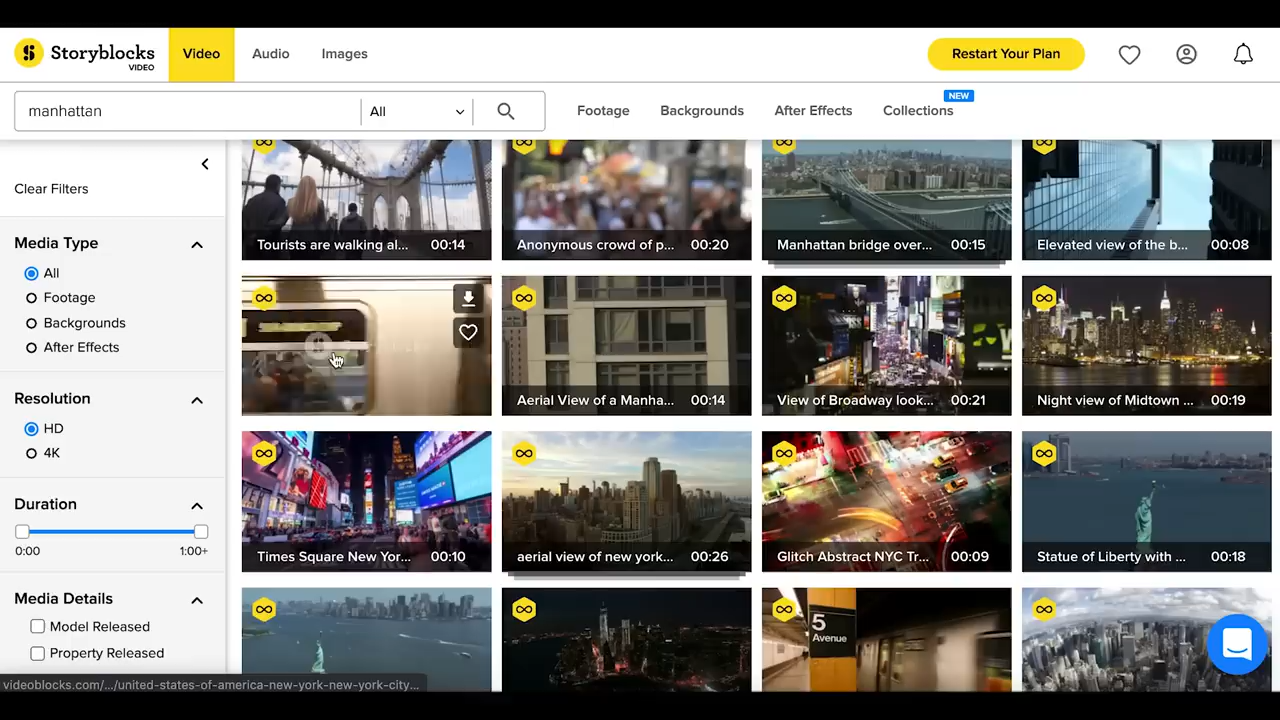 Storyblocks
VIDEO
Video
Audio
Images
Restart Your Plan
manhattan
All
Footage
Backgrounds
After Effects
Collections
NEW
Clear Filters
Media Type
All
Footage
Backgrounds
After Effects
Resolution
HD
4K
Duration
0:00
1:00+
Media Details
Model Released
Property Released
Tourists are walking al... 00:14
Anonymous crowd of p... 00:20
Manhattan bridge over... 00:15
Elevated view of the b... 00:08
Aerial View of a Manha... 00:14
View of Broadway look... 00:21
Night view of Midtown ... 00:19
Times Square New Yor... 00:10
aerial view of new york... 00:26
Glitch Abstract NYC Tr... 00:09
Statue of Liberty with ... 00:18
5
Avenue
videoblocks.com/.../united-states-of-america-new-york-new-york-city...